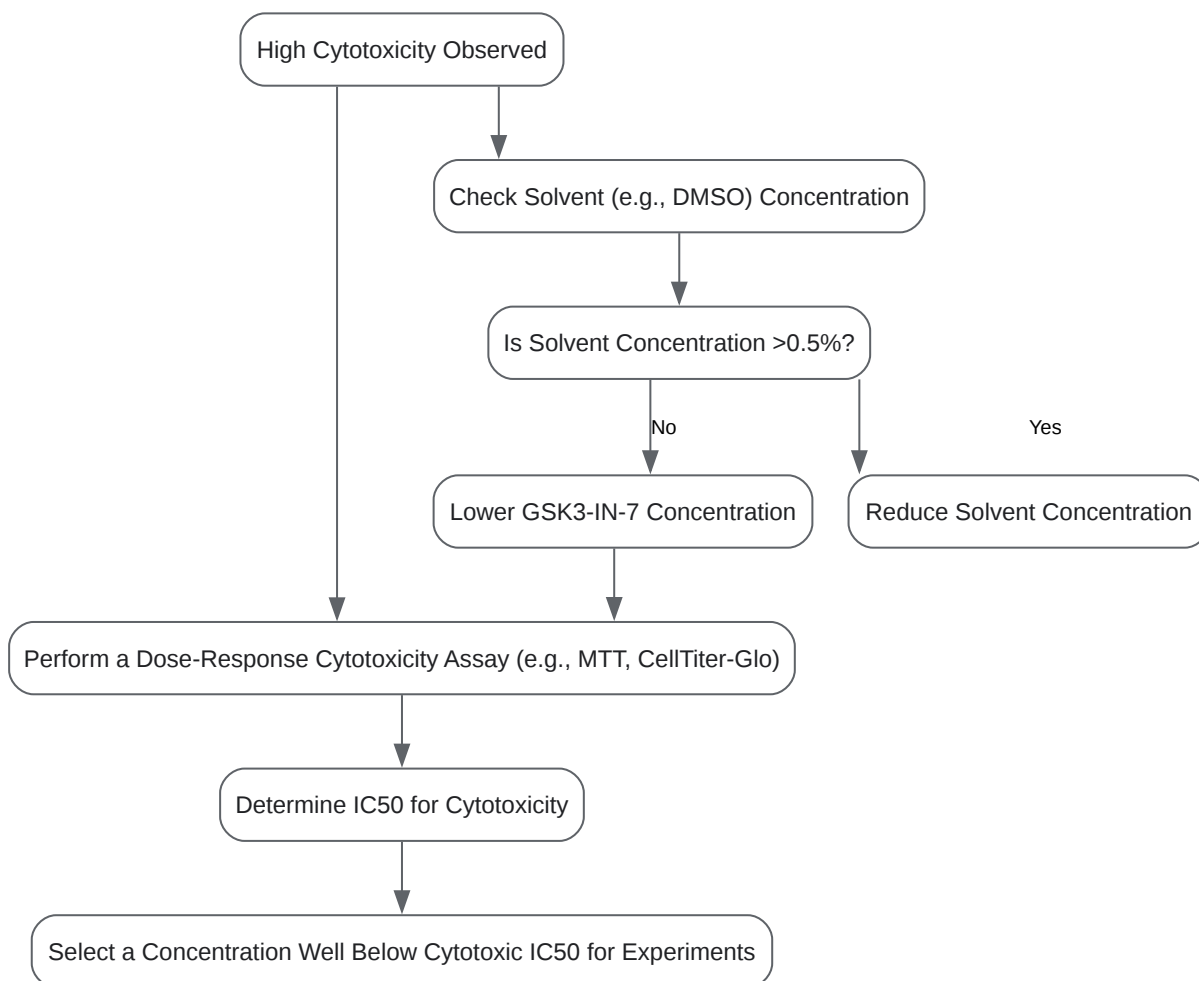 High Cytotoxicity Observed
Check Solvent (e.g., DMSO) Concentration
Is Solvent Concentration >0.5%?
No
Yes
Lower GSK3-IN-7 Concentration
Reduce Solvent Concentration
Perform a Dose-Response Cytotoxicity Assay (e.g., MTT, CellTiter-Glo)
Determine IC50 for Cytotoxicity
Select a Concentration Well Below Cytotoxic IC50 for Experiments